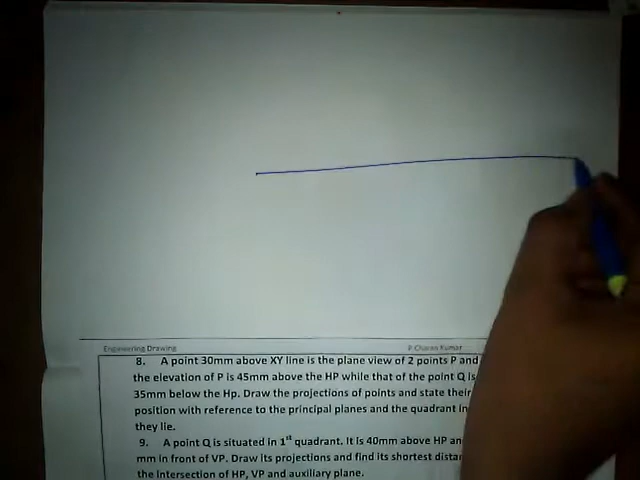 Engineering Drawing P Charan Kumar
8. A point 30mm above XY line is the plane view of 2 points P and
the elevation of P is 45mm above the HP while that of the point Q is
35mm below the Hp. Draw the projections of points and state their
position with reference to the principal planes and the quadrant in
they lie.
9. A point Q is situated in 1st quadrant. It is 40mm above HP an
mm in front of VP. Draw its projections and find its shortest distan
the intersection of HP, VP and auxiliary plane.